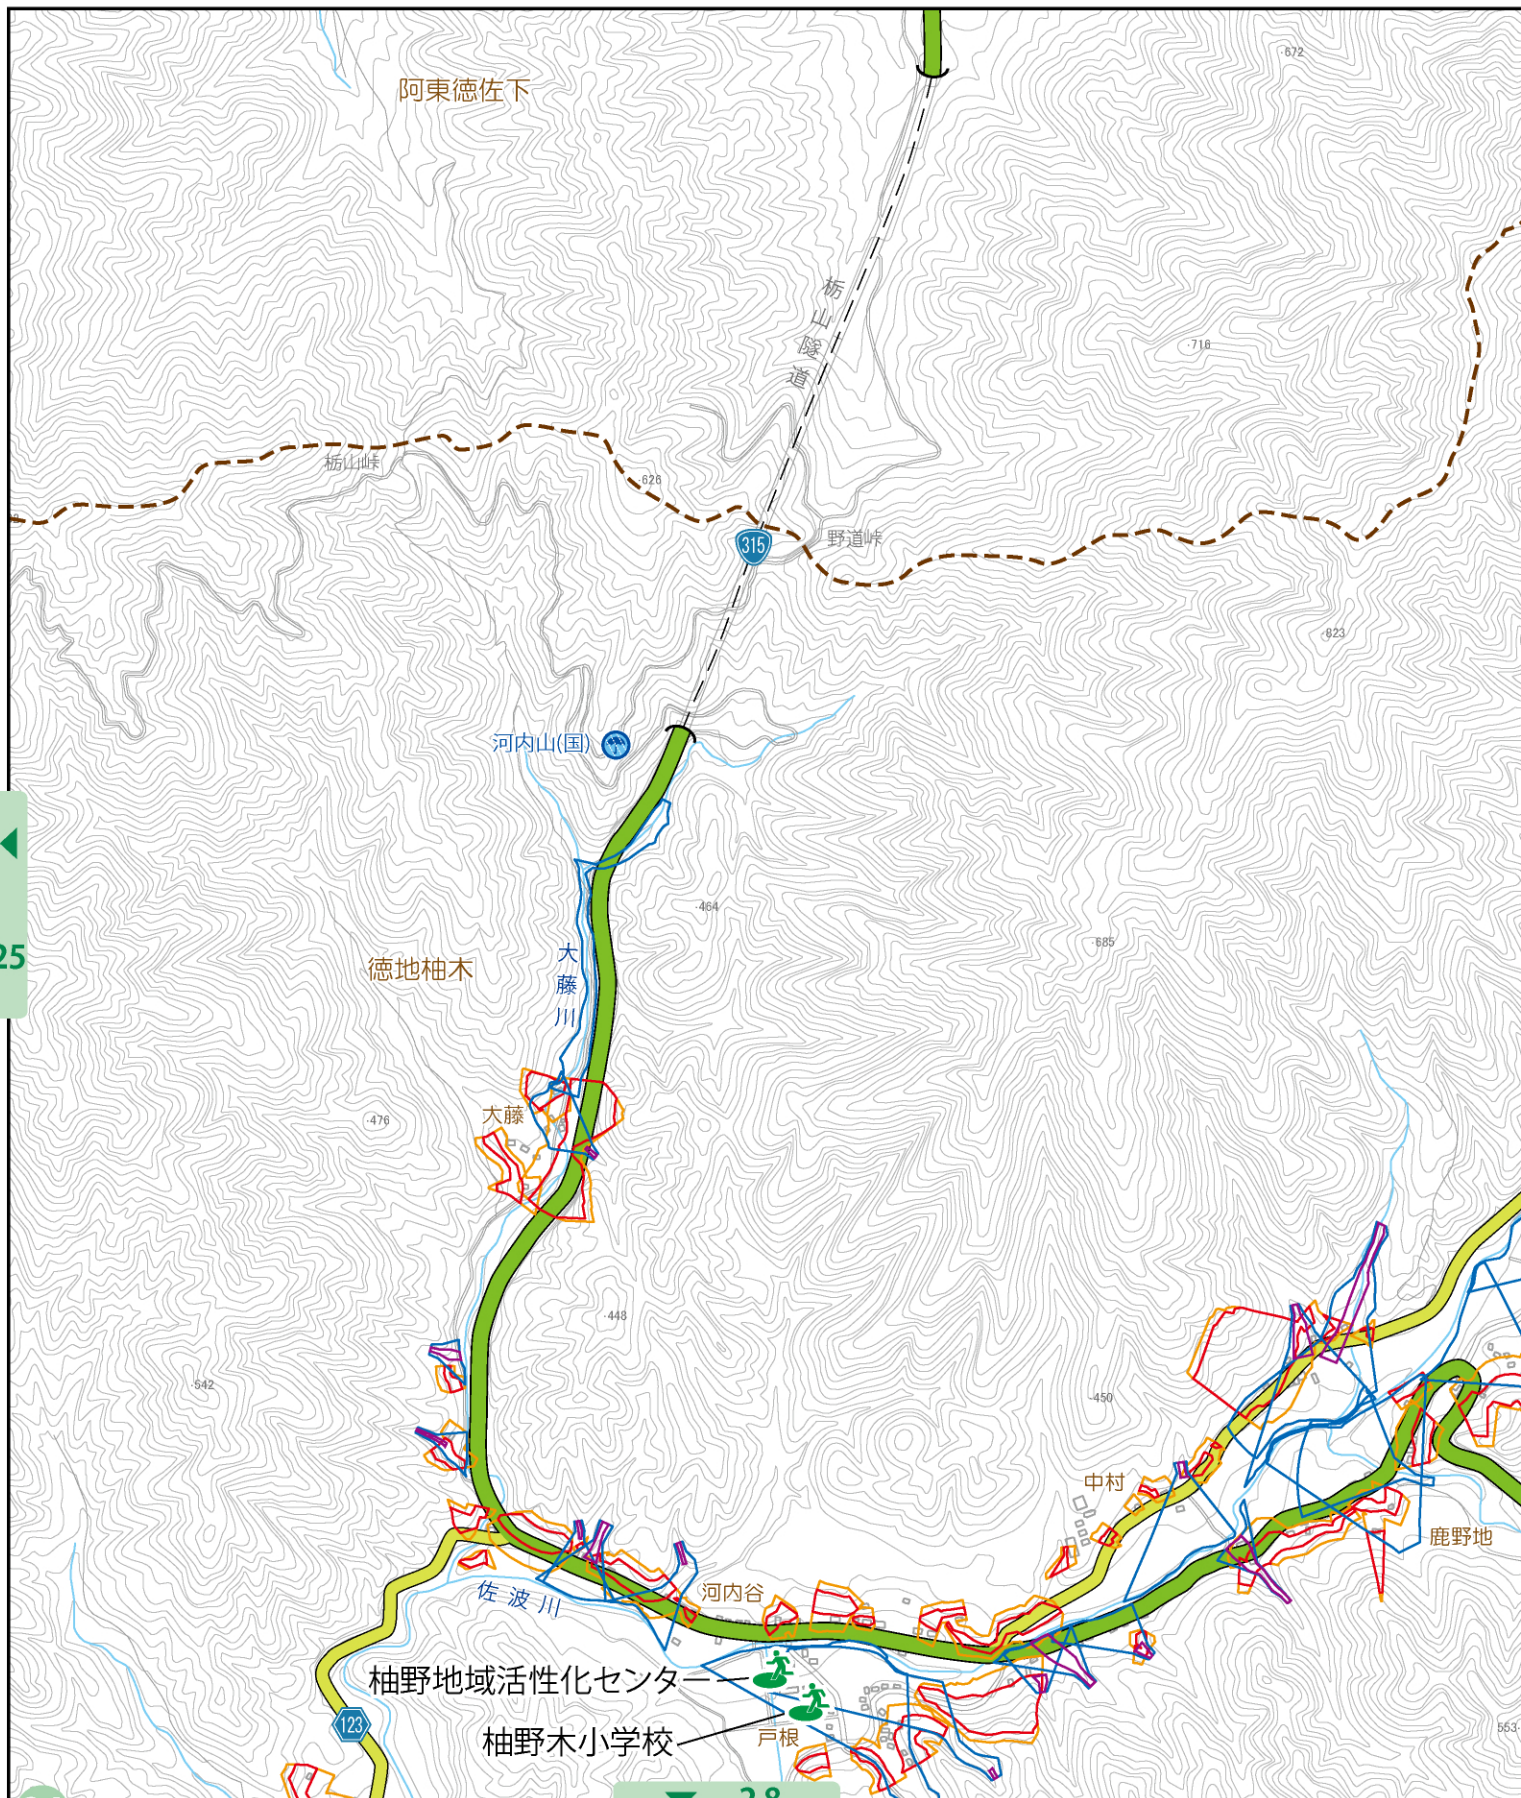 ・672
阿東徳佐下
栃山隧道
・716
栃山峠
・626
315
野道峠
・823
河内山(国)
25
・464
・685
徳地柚木
大藤川
大藤
・476
・448
・542
・450
中村
鹿野地
佐波川
河内谷
柚野地域活性化センター
柚野木小学校
戸根
123
553